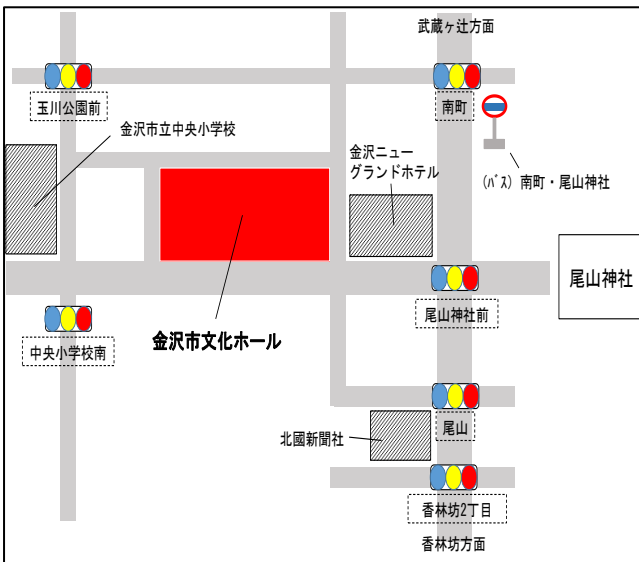 武蔵ヶ辻方面
玉川公園前
南町
金沢市立中央小学校
金沢ニュー
グランドホテル
(バス) 南町・尾山神社
尾山神社
尾山神社前
金沢市文化ホール
中央小学校南
尾山
北國新聞社
香林坊2丁目
香林坊方面